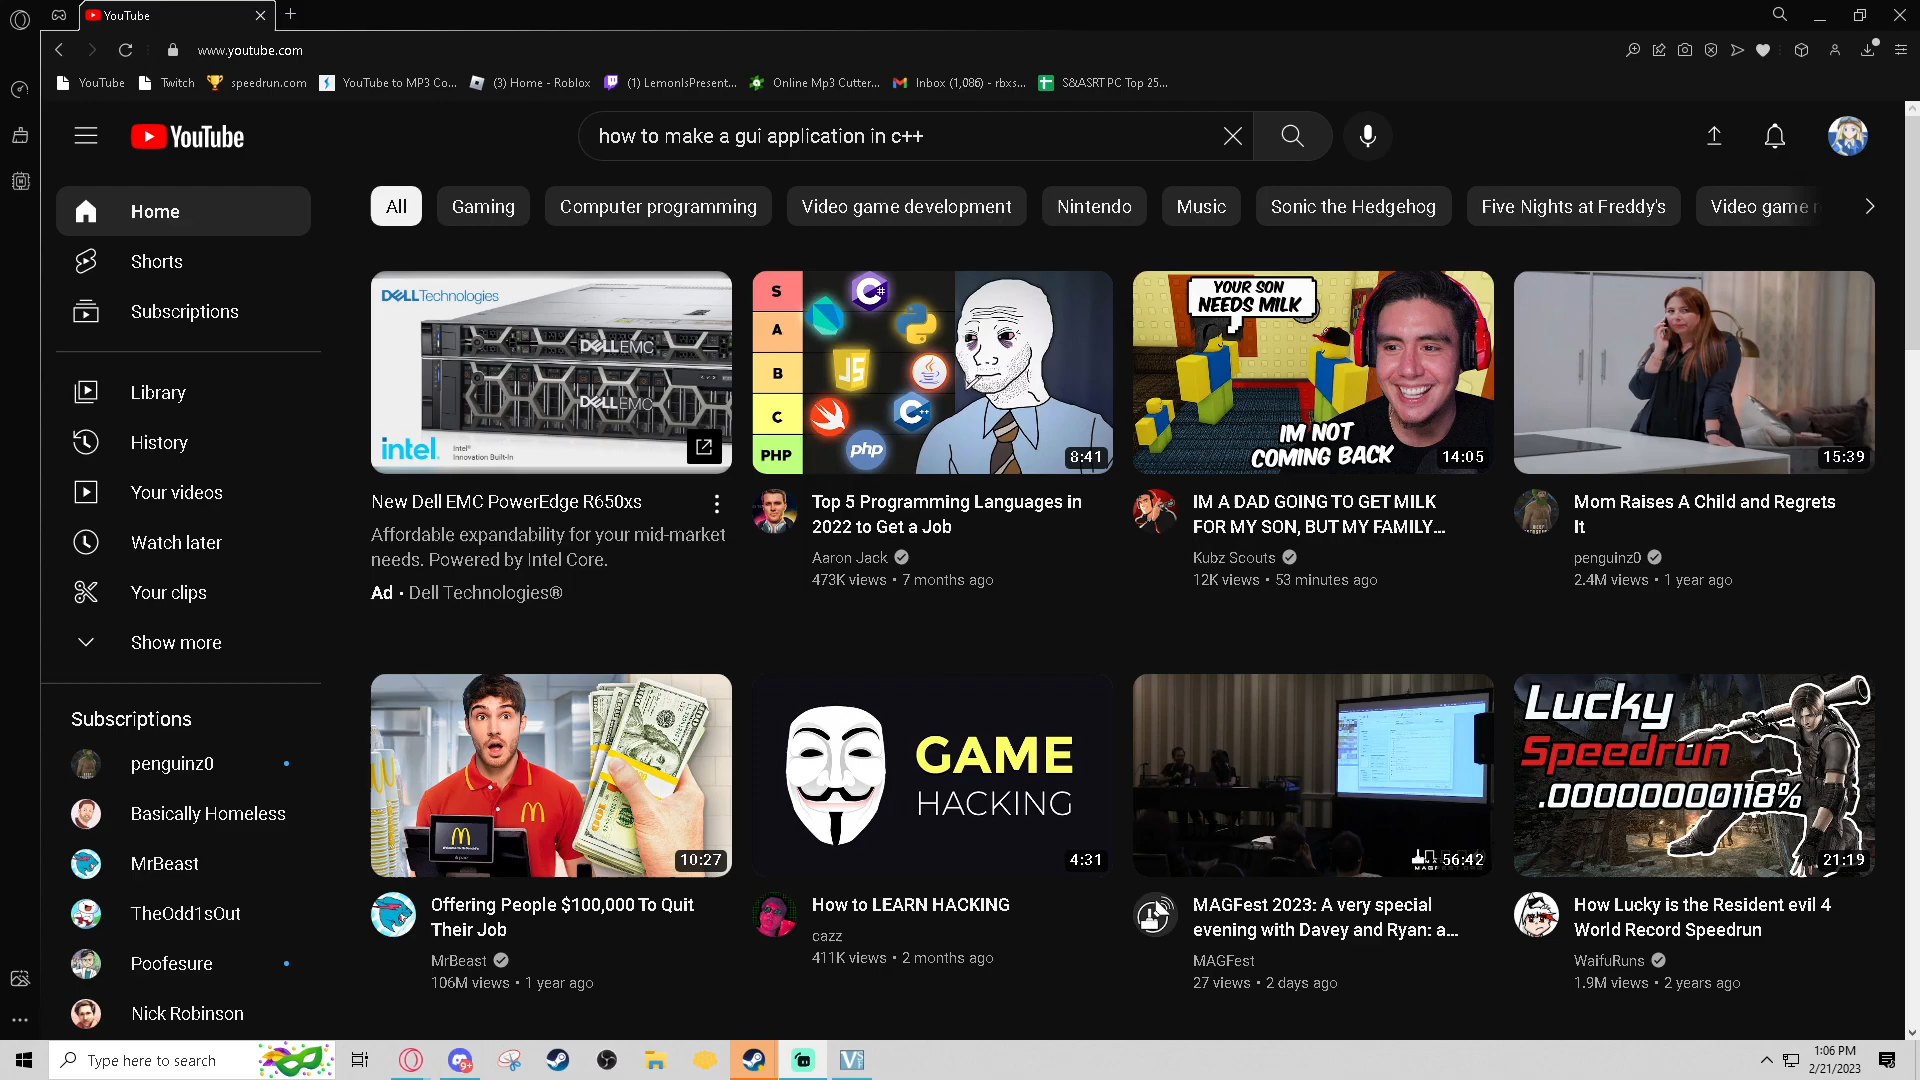 YouTube
www.youtube.com
YouTube
Twitch
speedrun.com
YouTube to MP3 Co...
(3) Home - Roblox
(1) LemonIsPresent...
Online Mp3 Cutter...
Inbox (1,086) - rbxs...
S&ASRT PC Top 25...
YouTube
how to make a gui application in c++
Home
Shorts
Subscriptions
Library
History
Your videos
Watch later
Your clips
Show more
Subscriptions
penguinz0
Basically Homeless
MrBeast
TheOdd1sOut
Poofesure
Nick Robinson
All
Gaming
Computer programming
Video game development
Nintendo
Music
Sonic the Hedgehog
Five Nights at Freddy's
Video game
DELLTechnologies
DELLEMC
DELLEMC
intel.
Intel®
Innovation Built-In
New Dell EMC PowerEdge R650xs
Affordable expandability for your mid-market
needs. Powered by Intel Core.
Ad • Dell Technologies®
S
A
B
C
PHP
C#
JS
C++
php
8:41
Top 5 Programming Languages in
2022 to Get a Job
Aaron Jack
473K views • 7 months ago
YOUR SON
NEEDS MILK
IM NOT
COMING BACK
14:05
IM A DAD GOING TO GET MILK
FOR MY SON, BUT MY FAMILY...
Kubz Scouts
12K views • 53 minutes ago
15:39
Mom Raises A Child and Regrets
It
penguinz0
2.4M views • 1 year ago
10:27
Offering People $100,000 To Quit
Their Job
MrBeast
106M views • 1 year ago
GAME
HACKING
4:31
How to LEARN HACKING
cazz
411K views • 2 months ago
56:42
MAGFest 2023: A very special
evening with Davey and Ryan: a...
MAGFest
27 views • 2 days ago
Lucky
Speedrun
.00000000118%
21:19
How Lucky is the Resident evil 4
World Record Speedrun
WaifuRuns
1.9M views • 2 years ago
Type here to search
9+
1:06 PM
2/21/2023